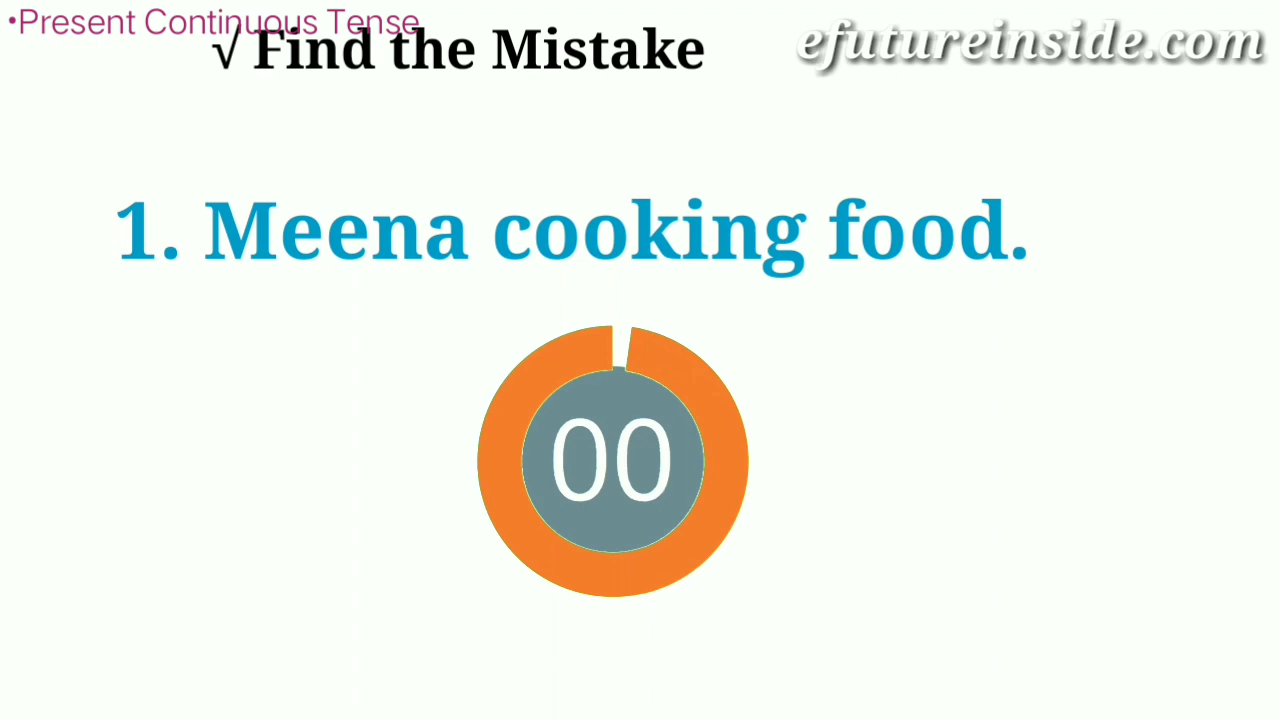 •Present Continuous Tense
√ Find the Mistake
efutureinside.com
1. Meena cooking food.
00